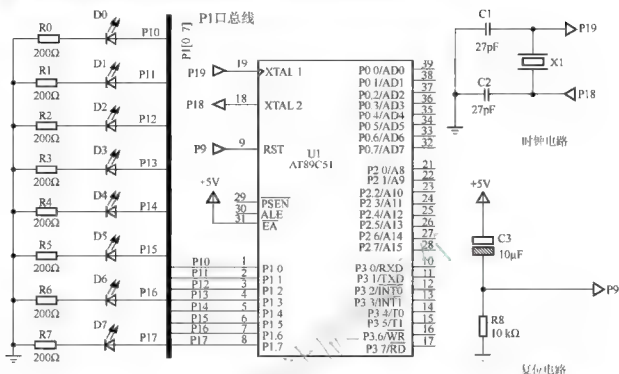 P1口总线
P1[0 7]
R0
200Ω
D0
P10
R1
200Ω
D1
P11
R2
200Ω
D2
P12
R3
200Ω
D3
P13
R4
200Ω
D4
P14
R5
200Ω
D5
P15
R6
200Ω
D6
P16
R7
200Ω
D7
P17
P19 19 XTAL 1
P18 18 XTAL 2
P9 9 RST
U1
AT89C51
+5V
29 PSEN
30 ALE
31 EA
P10 1 P1 0
P11 2 P1 1
P12 3 P1 2
P13 4 P1 3
P14 5 P1 4
P15 6 P1 5
P16 7 P1.6
P17 8 P1.7
P0 0/AD0 39
P0 1/AD1 38
P0.2/AD2 37
P0 3/AD3 36
P0 4/AD4 35
P0 5/AD5 34
P0.6/AD6 33
P0.7/AD7 32
P2 0/A8 21
P2 1/A9 22
P2.2/A10 23
P2 3/A11 24
P2.4/A12 25
P2.5/A13 26
P2 6/A14 27
P2 7/A15 28
P3 0/RXD 10
P3 1/TXD 11
P3 2/INT0 12
P3 3/INT1 13
P3 4/T0 14
P3 5/T1 15
P3.6/WR 16
P3 7/RD 17
C1
27pF
P19
X1
C2
27pF
P18
时钟电路
+5V
C3
10μF
P9
R8
10 kΩ
复位电路